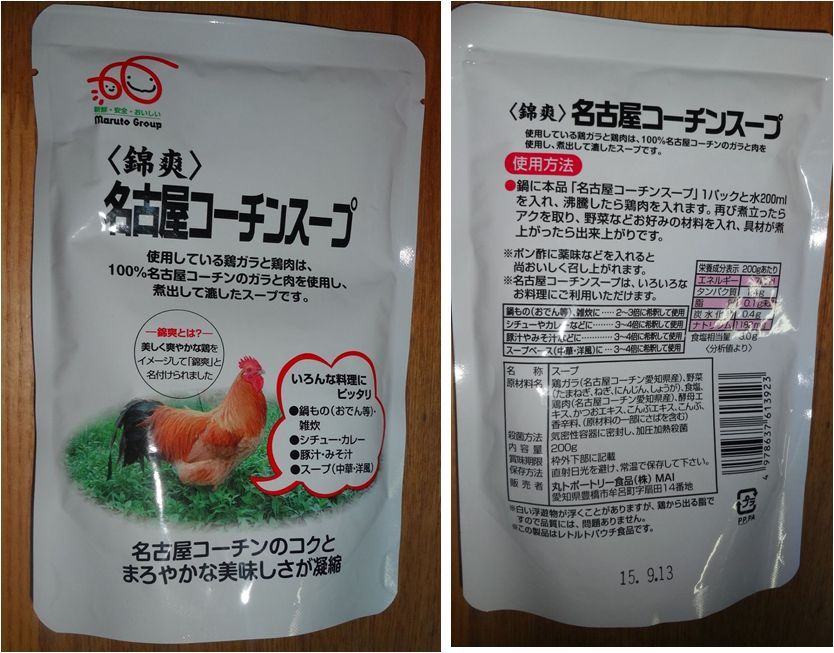 新鮮・安全・おいしい
Maruto Group
〈錦爽〉
名古屋コーチンスープ
使用している鶏ガラと鶏肉は、
100%名古屋コーチンのガラと肉を使用し、
煮出して漉したスープです。
―錦爽とは?―
美しく爽やかな鶏を
イメージして「錦爽」と
名付けられました
いろんな料理に
ピッタリ
●鍋もの(おでん等)・
雑炊
●シチュー・カレー
●豚汁・みそ汁
●スープ(中華・洋風)
名古屋コーチンのコクと
まろやかな美味しさが凝縮
〈錦爽〉名古屋コーチンスープ
使用している鶏ガラと鶏肉は、100%名古屋コーチンのガラと肉を
使用し、煮出して漉したスープです。
使用方法
●鍋に本品「名古屋コーチンスープ」1パックと水200ml
を入れ、沸騰したら鶏肉を入れます。再び煮立ったら
アクを取り、野菜などお好みの材料を入れ、具材が煮
上がったら出来上がりです。
※ポン酢に薬味などを入れると
尚おいしく召し上がれます。
※名古屋コーチンスープは、いろいろな
お料理にご利用いただけます。
鍋もの(おでん等)、雑炊に…… 2〜3倍に希釈して使用
シチューやカレーなどに…… 3〜4倍に希釈して使用
豚汁やみそ汁などに………… 3〜4倍に希釈して使用
スープベース(中華・洋風)に… 3〜4倍に希釈して使用
栄養成分表示 200gあたり
エネルギー
タンパク質
脂 0.1g
炭水化物 0.4g
ナトリウム
食塩相当量 3.0g
〈分析値より〉
名称 スープ
原材料名 鶏ガラ(名古屋コーチン愛知県産)、野菜
(たまねぎ、ねぎ、にんじん、しょうが)、食塩、
鶏肉(名古屋コーチン愛知県産)、酵母エ
キス、かつおエキス、こんぶエキス、こんぶ、
香辛料、(原材料の一部にさばを含む)
殺菌方法 気密性容器に密封し、加圧加熱殺菌
内容量 200g
賞味期限 枠外下部に記載
保存方法 直射日光を避け、常温で保存して下さい。
販売者 丸トポートリー食品(株) MAI
愛知県豊橋市牟呂町字扇田14番地
4978637613923
プラ
PP,PA
※白い浮遊物が浮くことがありますが、鶏から出る脂で
すので品質には、問題ありません。
※この製品はレトルトパウチ食品です。
15.9.13